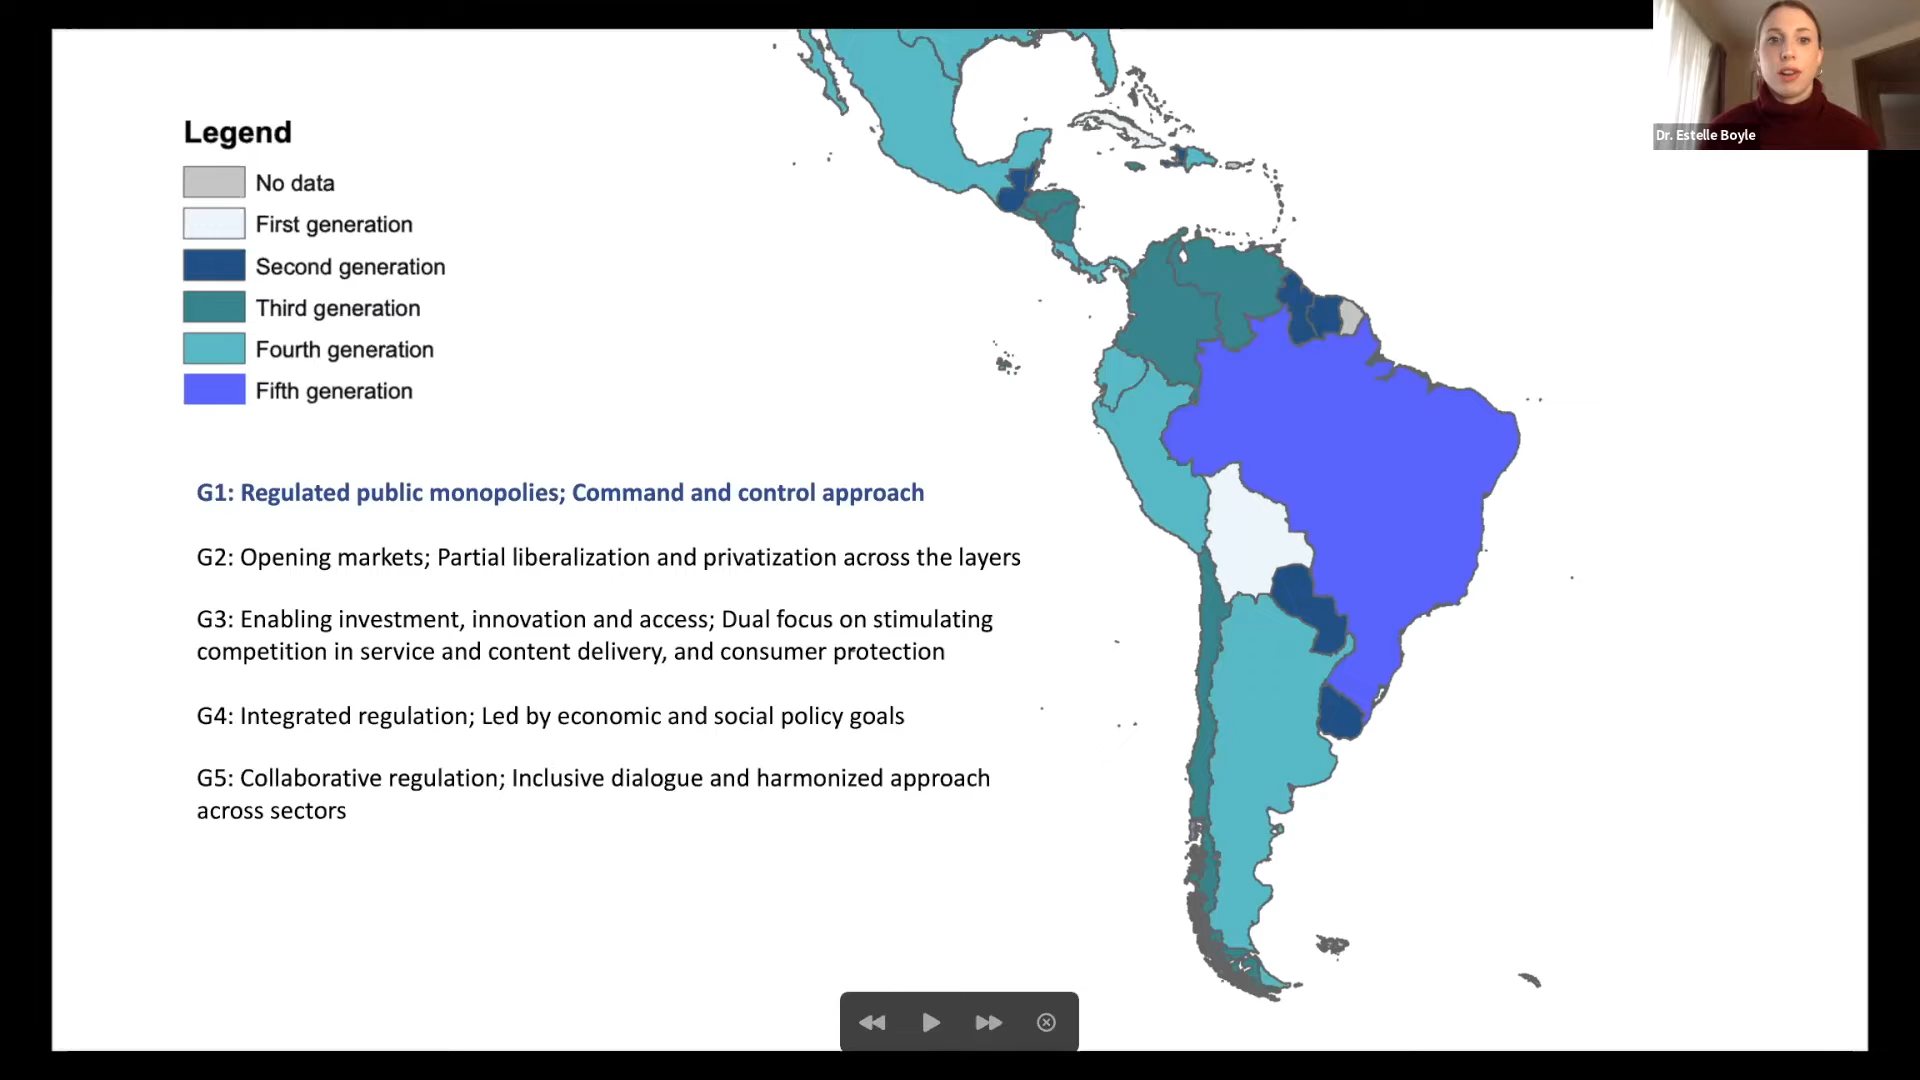 Dr. Estelle Boyle
Legend
No data
First generation
Second generation
Third generation
Fourth generation
Fifth generation
G1: Regulated public monopolies; Command and control approach
G2: Opening markets; Partial liberalization and privatization across the layers
G3: Enabling investment, innovation and access; Dual focus on stimulating
competition in service and content delivery, and consumer protection
G4: Integrated regulation; Led by economic and social policy goals
G5: Collaborative regulation; Inclusive dialogue and harmonized approach
across sectors